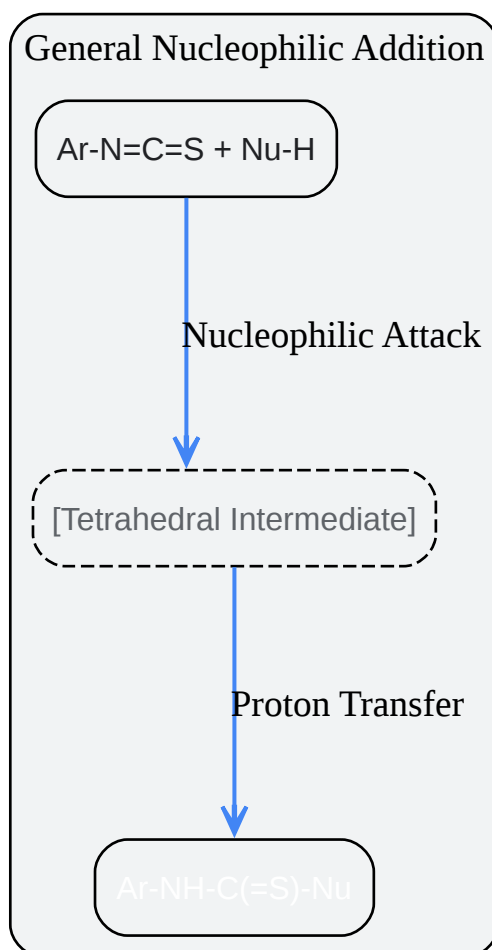 General Nucleophilic Addition
Ar-N=C=S + Nu-H
Nucleophilic Attack
[Tetrahedral Intermediate]
Proton Transfer
Ar-NH-C(=S)-Nu